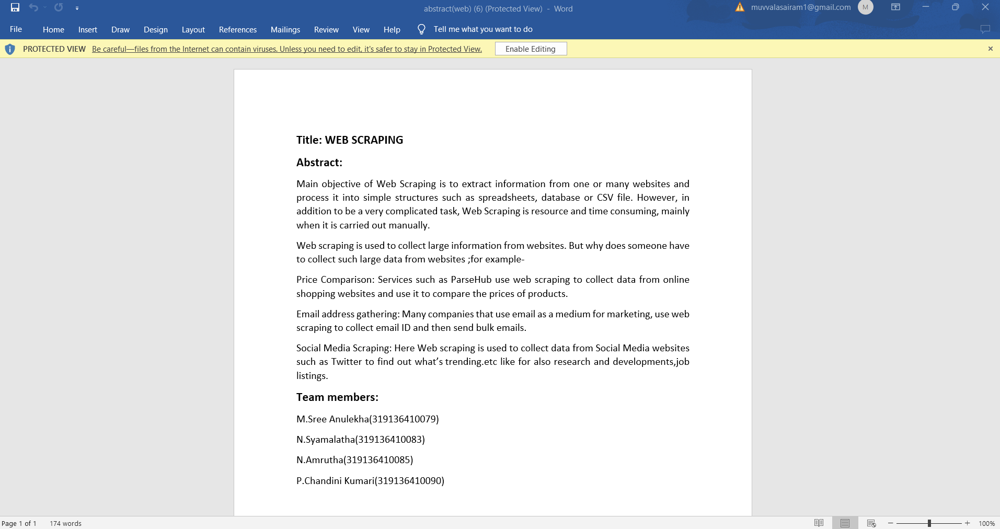 abstract(web) (6) (Protected View) - Word
muvvalasairam1@gmail.com
M
File Home Insert Draw Design Layout References Mailings Review View Help Tell me what you want to do
PROTECTED VIEW Be careful—files from the Internet can contain viruses. Unless you need to edit, it's safer to stay in Protected View. Enable Editing
Title: WEB SCRAPING
Abstract:
Main objective of Web Scraping is to extract information from one or many websites and
process it into simple structures such as spreadsheets, database or CSV file. However, in
addition to be a very complicated task, Web Scraping is resource and time consuming, mainly
when it is carried out manually.
Web scraping is used to collect large information from websites. But why does someone have
to collect such large data from websites ;for example-
Price Comparison: Services such as ParseHub use web scraping to collect data from online
shopping websites and use it to compare the prices of products.
Email address gathering: Many companies that use email as a medium for marketing, use web
scraping to collect email ID and then send bulk emails.
Social Media Scraping: Here Web scraping is used to collect data from Social Media websites
such as Twitter to find out what’s trending.etc like for also research and developments,job
listings.
Team members:
M.Sree Anulekha(319136410079)
N.Syamalatha(319136410083)
N.Amrutha(319136410085)
P.Chandini Kumari(319136410090)
Page 1 of 1 174 words 100%